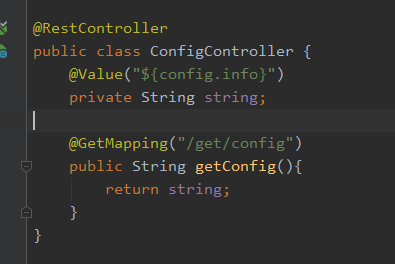 @RestController
public class ConfigController {
    @Value("${config.info}")
    private String string;

    @GetMapping("/get/config")
    public String getConfig(){
        return string;
    }
}